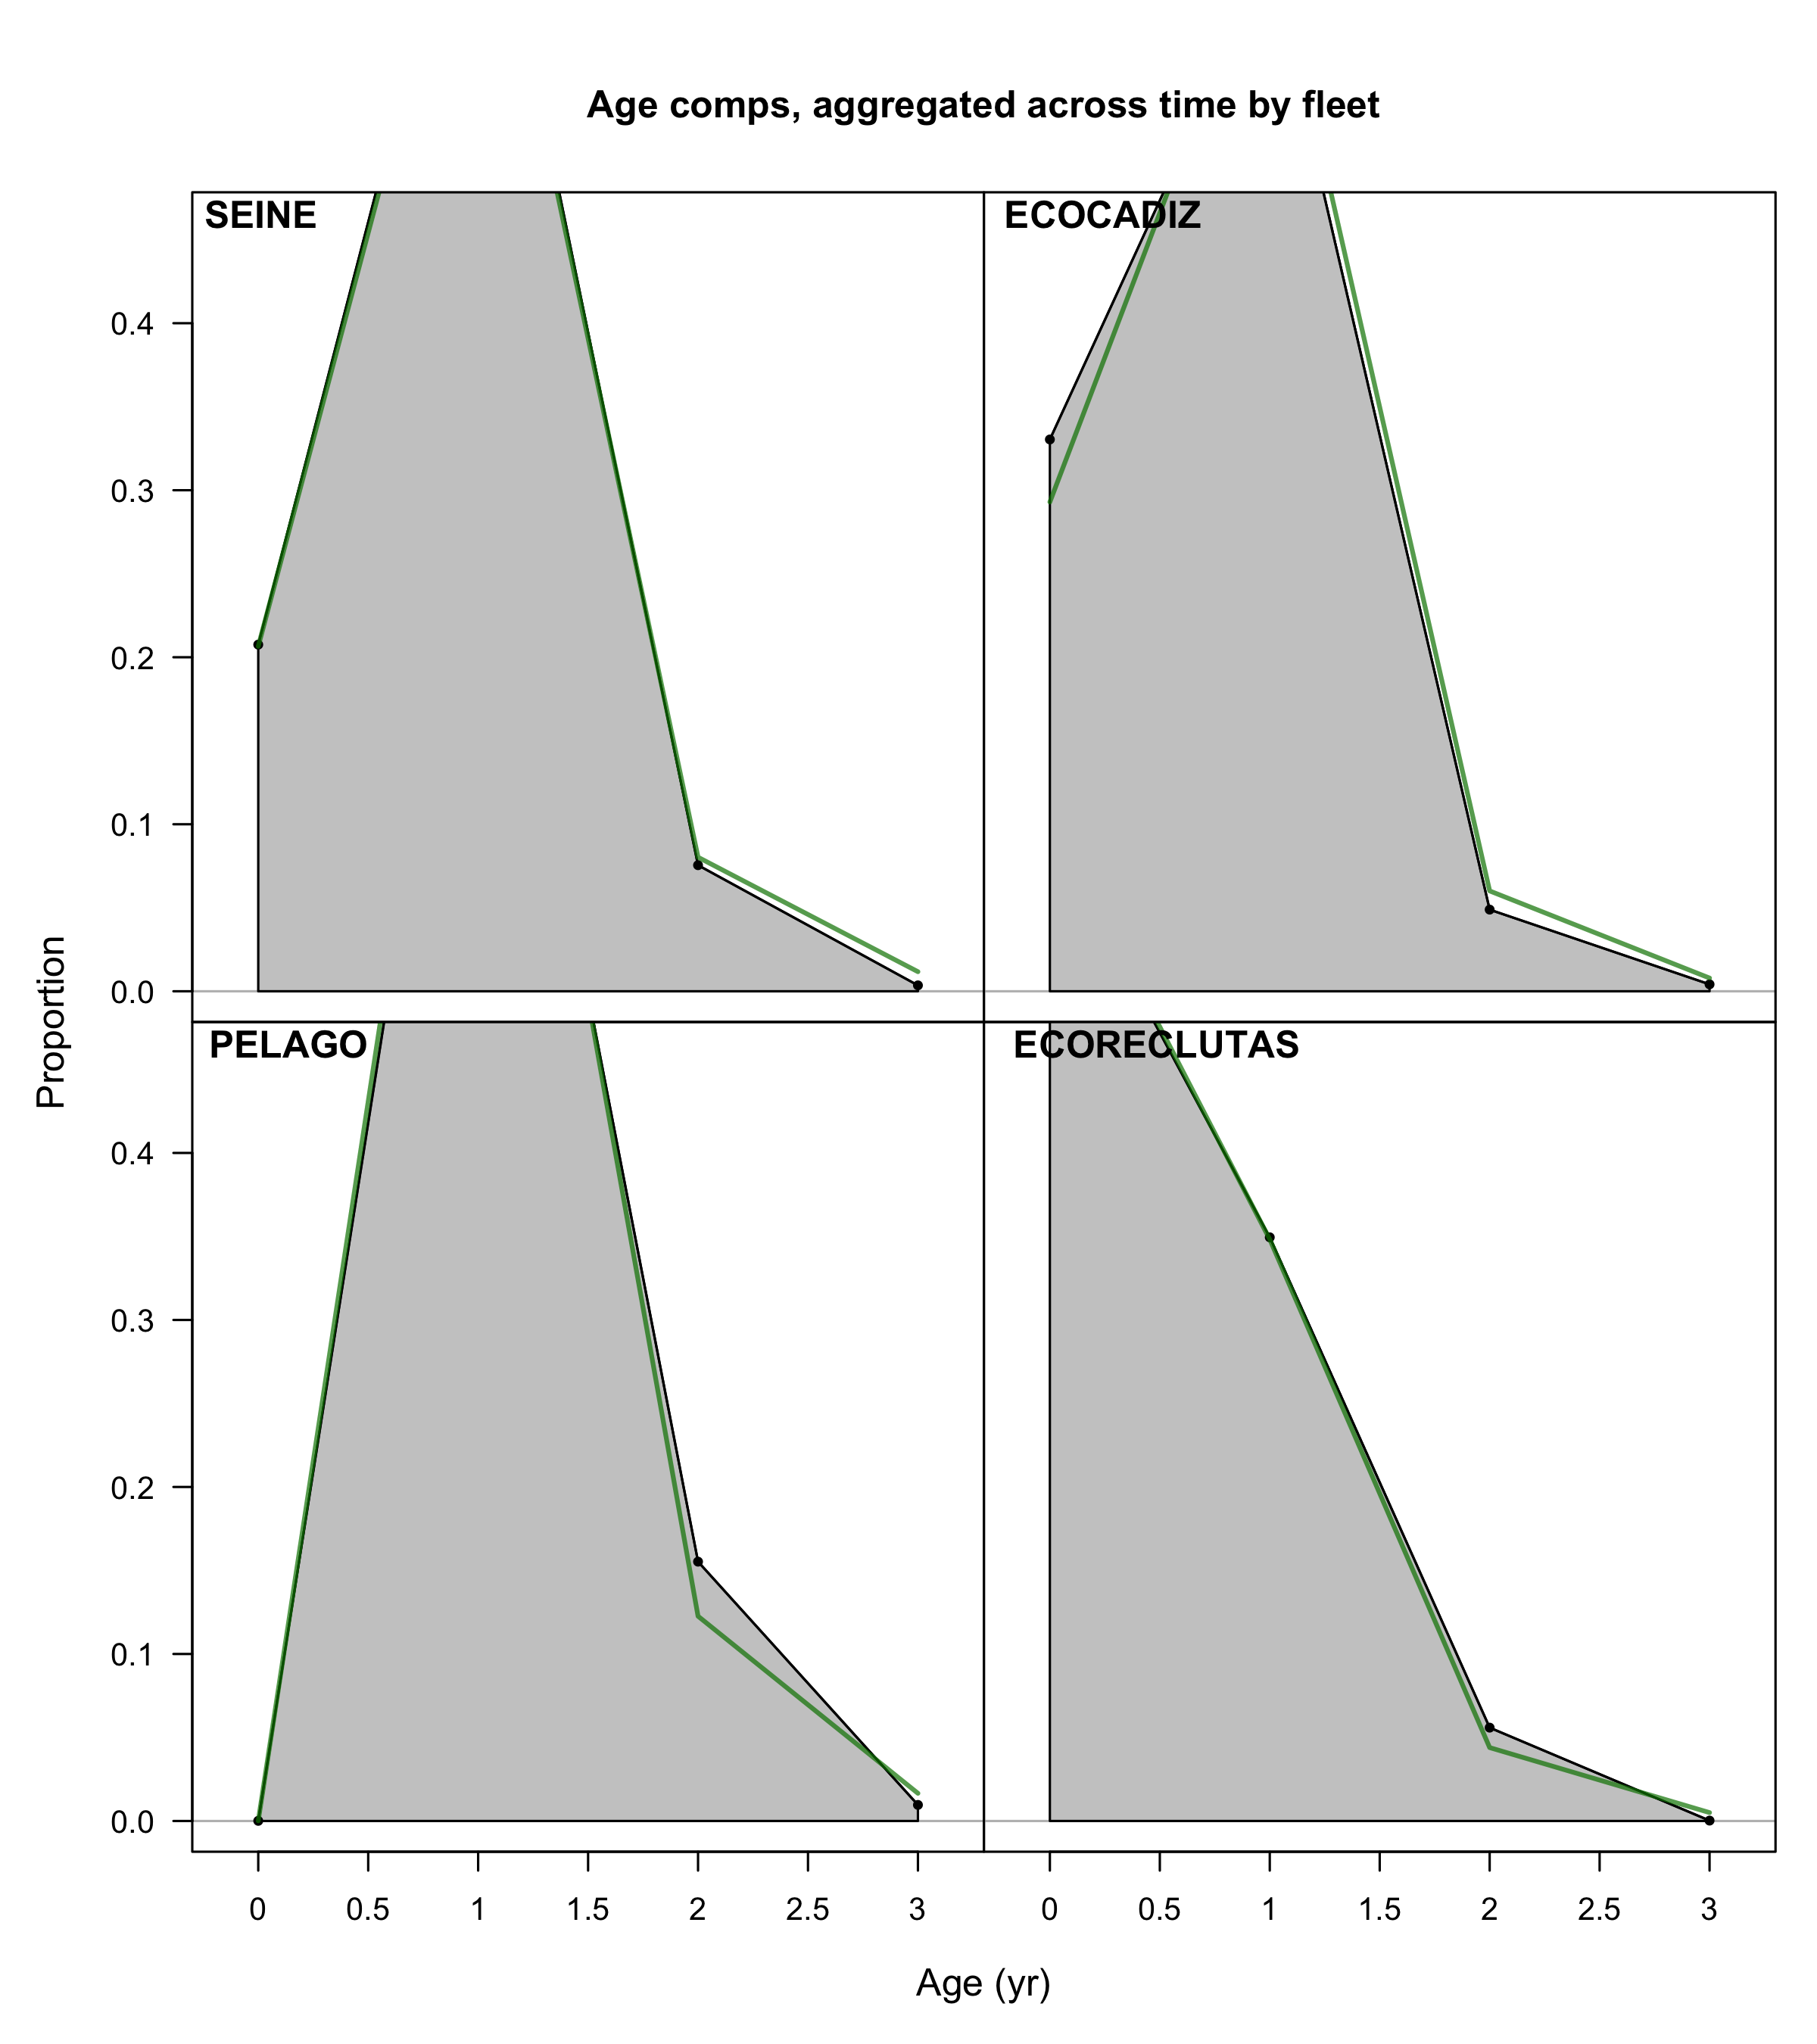 Age comps, aggregated across time by fleet
SEINE
ECOCADIZ
0.4
0.3
0.2
0.1
0.0
PELAGO
ECORECLUTAS
0.4
0.3
0.2
0.1
0.0
Proportion
0 0.5 1 1.5 2 2.5 3
0 0.5 1 1.5 2 2.5 3
Age (yr)